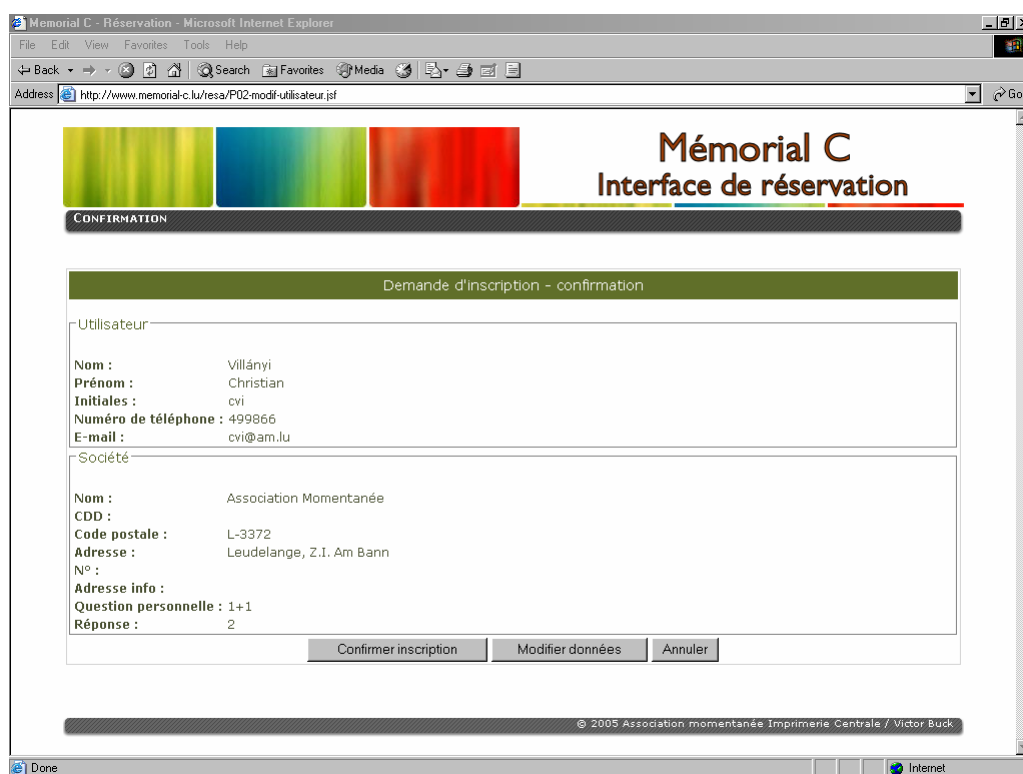 Memorial C - Réservation - Microsoft Internet Explorer
File Edit View Favorites Tools Help
Back Search Favorites Media
Address http://www.memorial-c.lu/resa/P02-modif-utilisateur.jsf Go
Mémorial C
Interface de réservation
CONFIRMATION
Demande d'inscription - confirmation
Utilisateur
Nom : Villányi
Prénom : Christian
Initiales : cvi
Numéro de téléphone : 499866
E-mail : cvi@am.lu
Société
Nom : Association Momentanée
CDD :
Code postale : L-3372
Adresse : Leudelange, Z.I. Am Bann
N° :
Adresse info :
Question personnelle : 1+1
Réponse : 2
Confirmer inscription Modifier données Annuler
© 2005 Association momentanée Imprimerie Centrale / Victor Buck
Done Internet